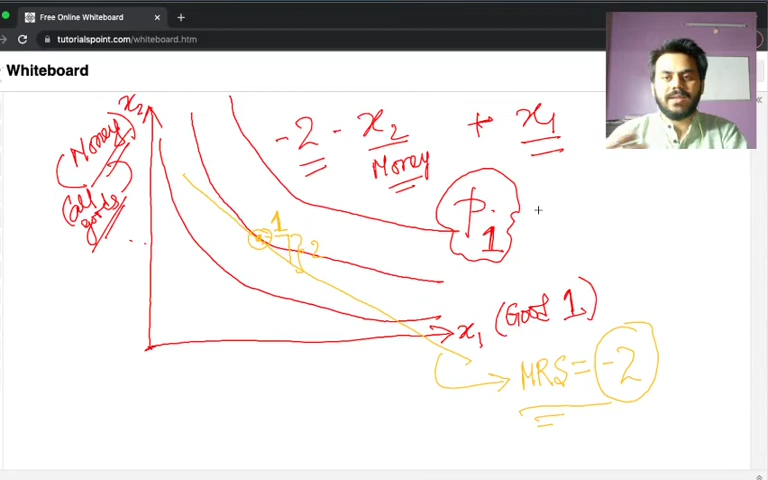 Free Online Whiteboard
tutorialspoint.com/whiteboard.htm
Whiteboard
x2
(Money)
(all goods)
-2 - x2 + x1
Money
p1
1
2
x1 (Good 1)
MRS = -2